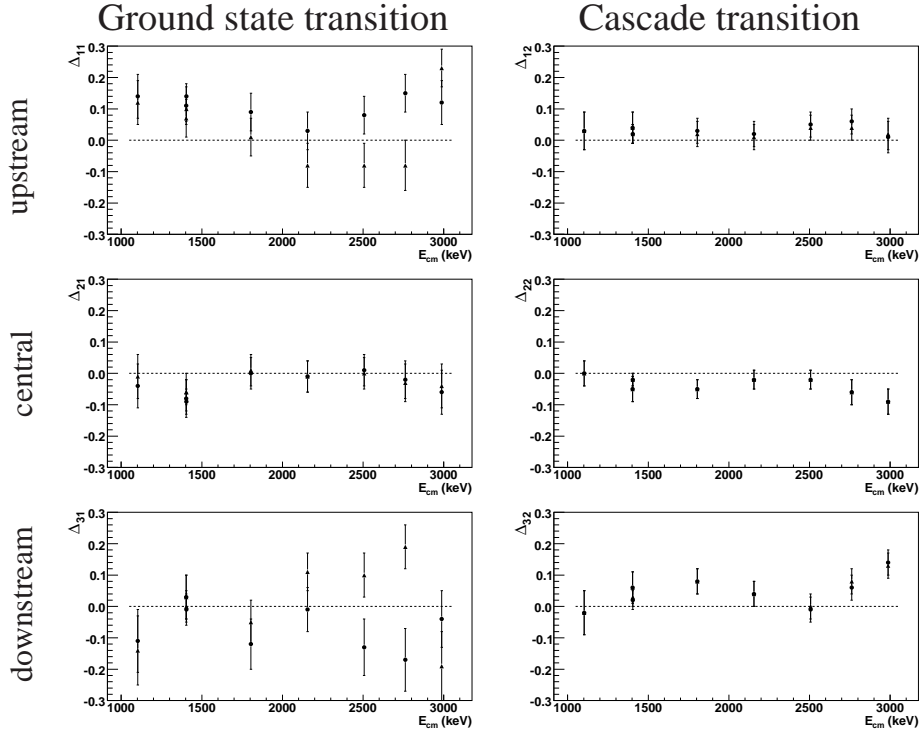 Ground state transition
Cascade transition
upstream
Δ11
0.3
0.2
0.1
0.0
-0.1
-0.2
-0.3
1000 1500 2000 2500 3000
Ecm (keV)
Δ12
0.3
0.2
0.1
0.0
-0.1
-0.2
-0.3
1000 1500 2000 2500 3000
Ecm (keV)
central
Δ21
0.3
0.2
0.1
0.0
-0.1
-0.2
-0.3
1000 1500 2000 2500 3000
Ecm (keV)
Δ22
0.3
0.2
0.1
0.0
-0.1
-0.2
-0.3
1000 1500 2000 2500 3000
Ecm (keV)
downstream
Δ31
0.3
0.2
0.1
0.0
-0.1
-0.2
-0.3
1000 1500 2000 2500 3000
Ecm (keV)
Δ32
0.3
0.2
0.1
0.0
-0.1
-0.2
-0.3
1000 1500 2000 2500 3000
Ecm (keV)